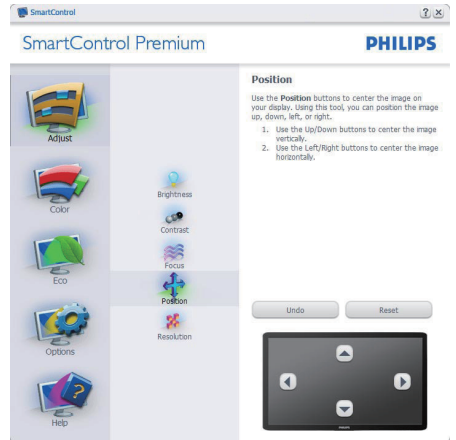 SmartControl
? ×
SmartControl Premium
PHILIPS
Adjust
Color
Eco
Options
Help
Brightness
Contrast
Focus
Position
Resolution
Position
Use the Position buttons to center the image on
your display. Using this tool, you can position the image
up, down, left, or right.
1. Use the Up/Down buttons to center the image
vertically.
2. Use the Left/Right buttons to center the image
horizontally.
Undo
Reset